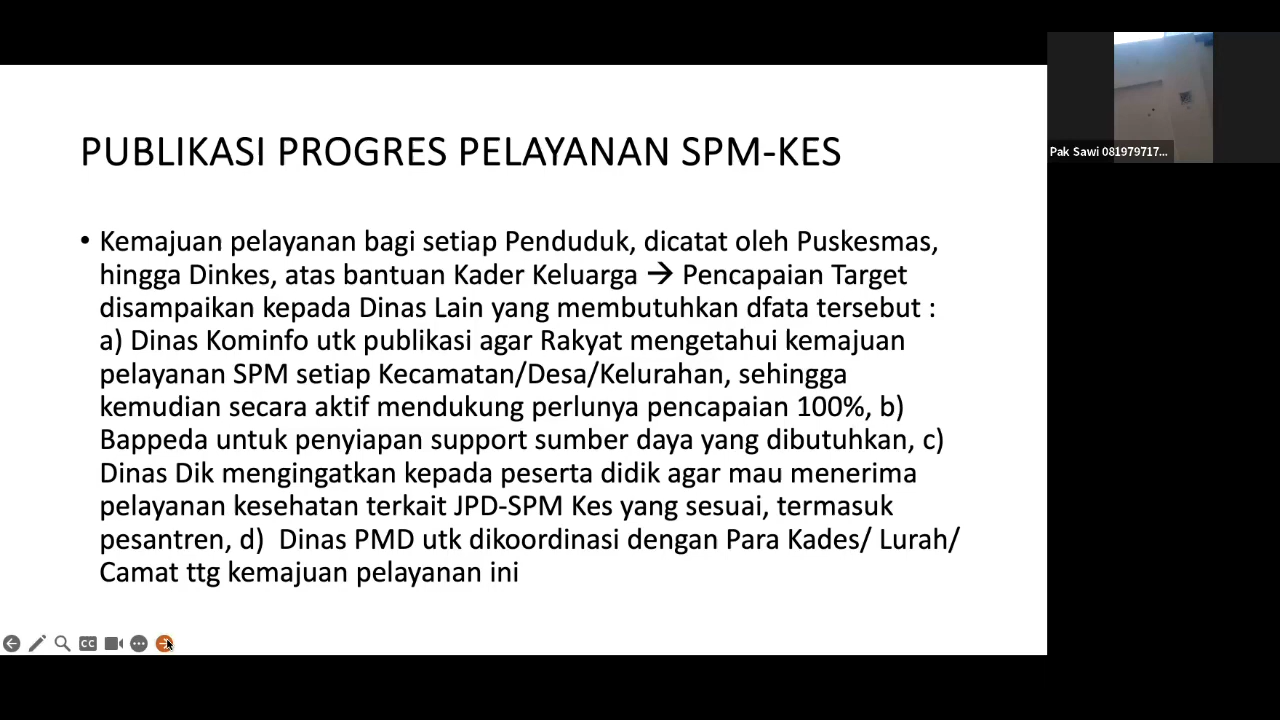 PUBLIKASI PROGRES PELAYANAN SPM-KES
• Kemajuan pelayanan bagi setiap Penduduk, dicatat oleh Puskesmas,
hingga Dinkes, atas bantuan Kader Keluarga → Pencapaian Target
disampaikan kepada Dinas Lain yang membutuhkan dfata tersebut :
a) Dinas Kominfo utk publikasi agar Rakyat mengetahui kemajuan
pelayanan SPM setiap Kecamatan/Desa/Kelurahan, sehingga
kemudian secara aktif mendukung perlunya pencapaian 100%, b)
Bappeda untuk penyiapan support sumber daya yang dibutuhkan, c)
Dinas Dik mengingatkan kepada peserta didik agar mau menerima
pelayanan kesehatan terkait JPD-SPM Kes yang sesuai, termasuk
pesantren, d)  Dinas PMD utk dikoordinasi dengan Para Kades/ Lurah/
Camat ttg kemajuan pelayanan ini
CC
Pak Sawi 081979717...